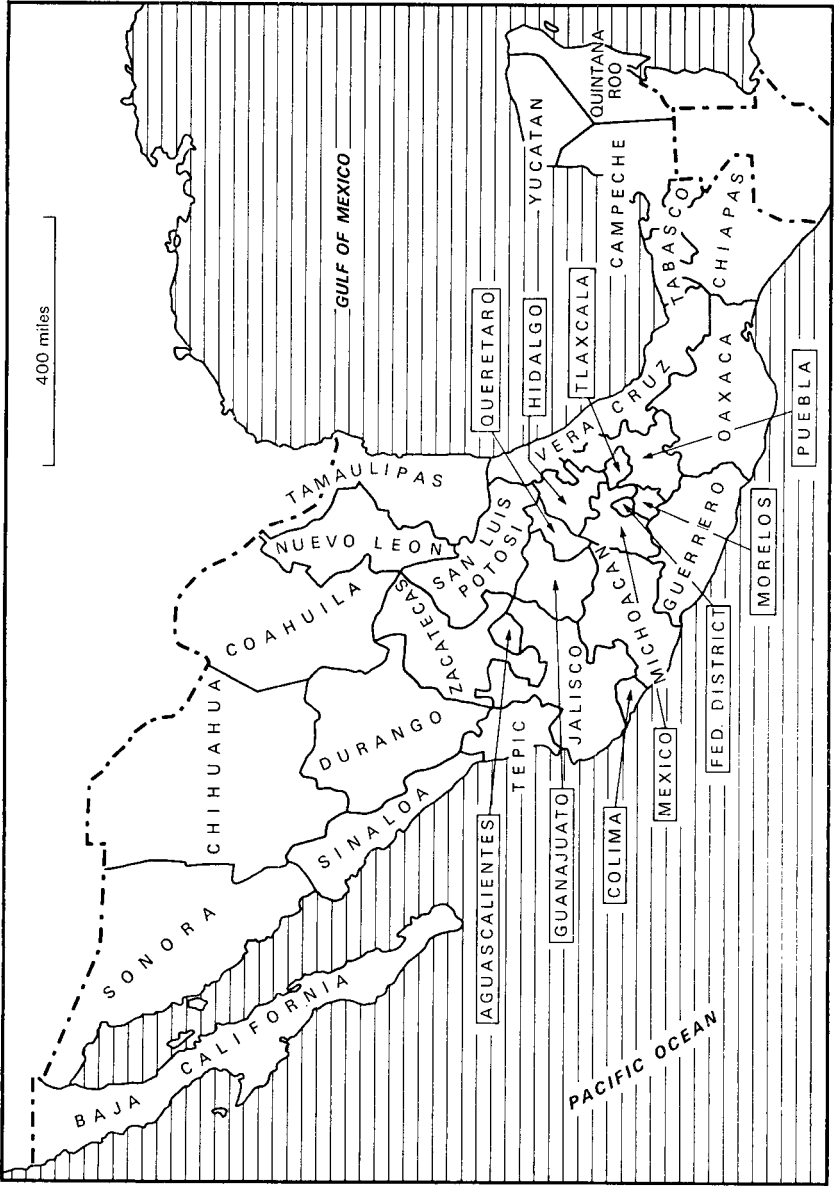 400 miles
GULF OF MEXICO
BAJA CALIFORNIA
SONORA
CHIHUAHUA
COAHUILA
NUEVO LEON
TAMAULIPAS
SINALOA
DURANGO
ZACATECAS
SAN LUIS
POTOSI
TEPIC
JALISCO
MICHOACAN
GUERRERO
VERA CRUZ
OAXACA
TABASCO
CHIAPAS
CAMPECHE
YUCATAN
QUINTANA
ROO
QUERETARO
HIDALGO
TLAXCALA
PUEBLA
MORELOS
FED. DISTRICT
MEXICO
COLIMA
GUANAJUATO
AGUASCALIENTES
PACIFIC OCEAN